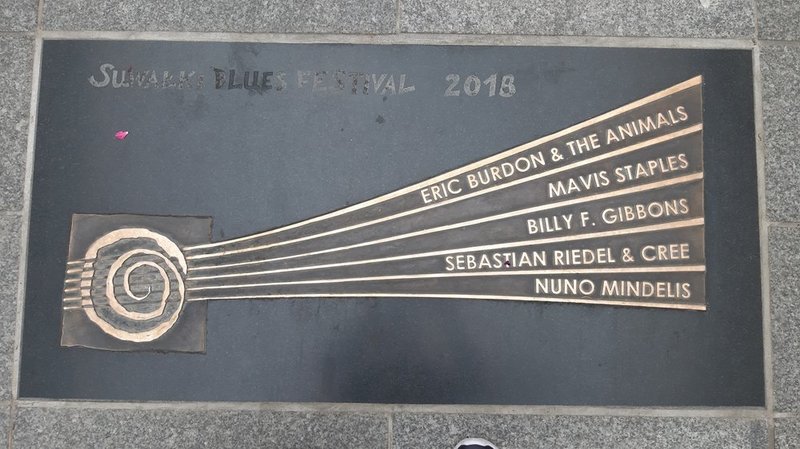 SUWAŁKI BLUES FESTIVAL 2018
ERIC BURDON & THE ANIMALS
MAVIS STAPLES
BILLY F. GIBBONS
SEBASTIAN RIEDEL & CREE
NUNO MINDELIS